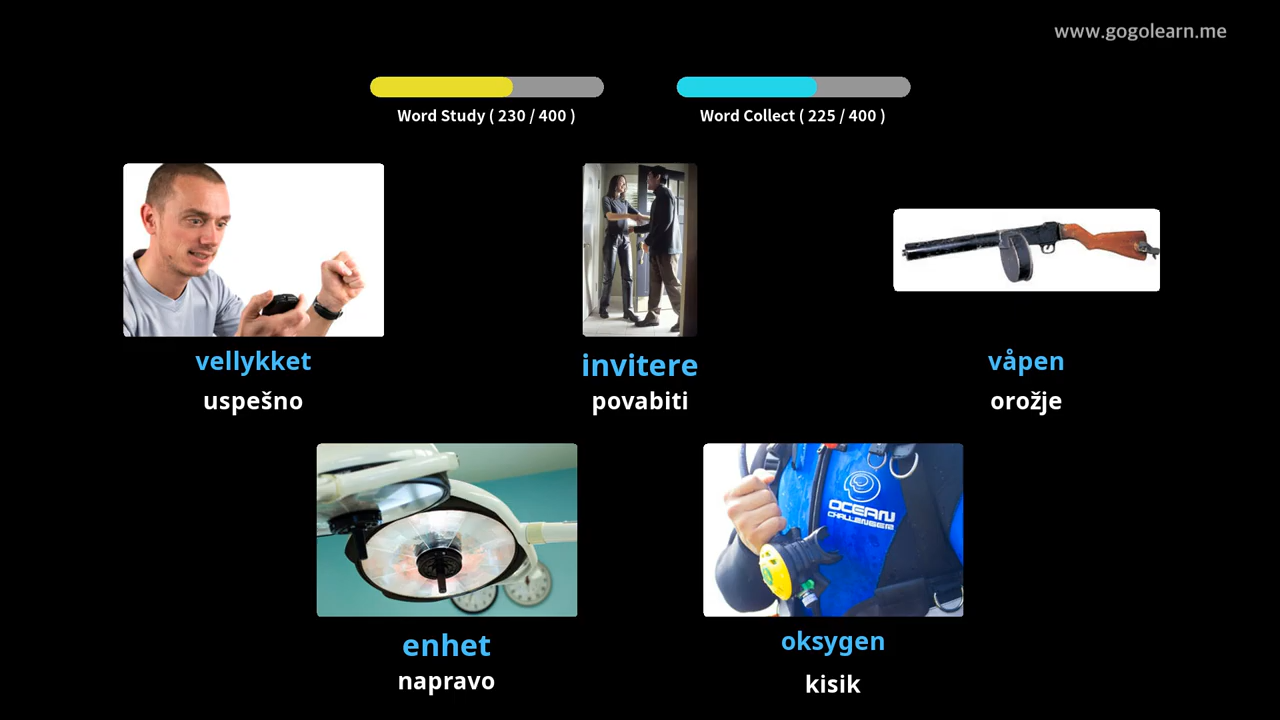 www.gogolearn.me
Word Study ( 230 / 400 )
Word Collect ( 225 / 400 )
vellykket
invitere
våpen
uspešno
povabiti
orožje
OCEAN
CHALLENGER
enhet
oksygen
napravo
kisik